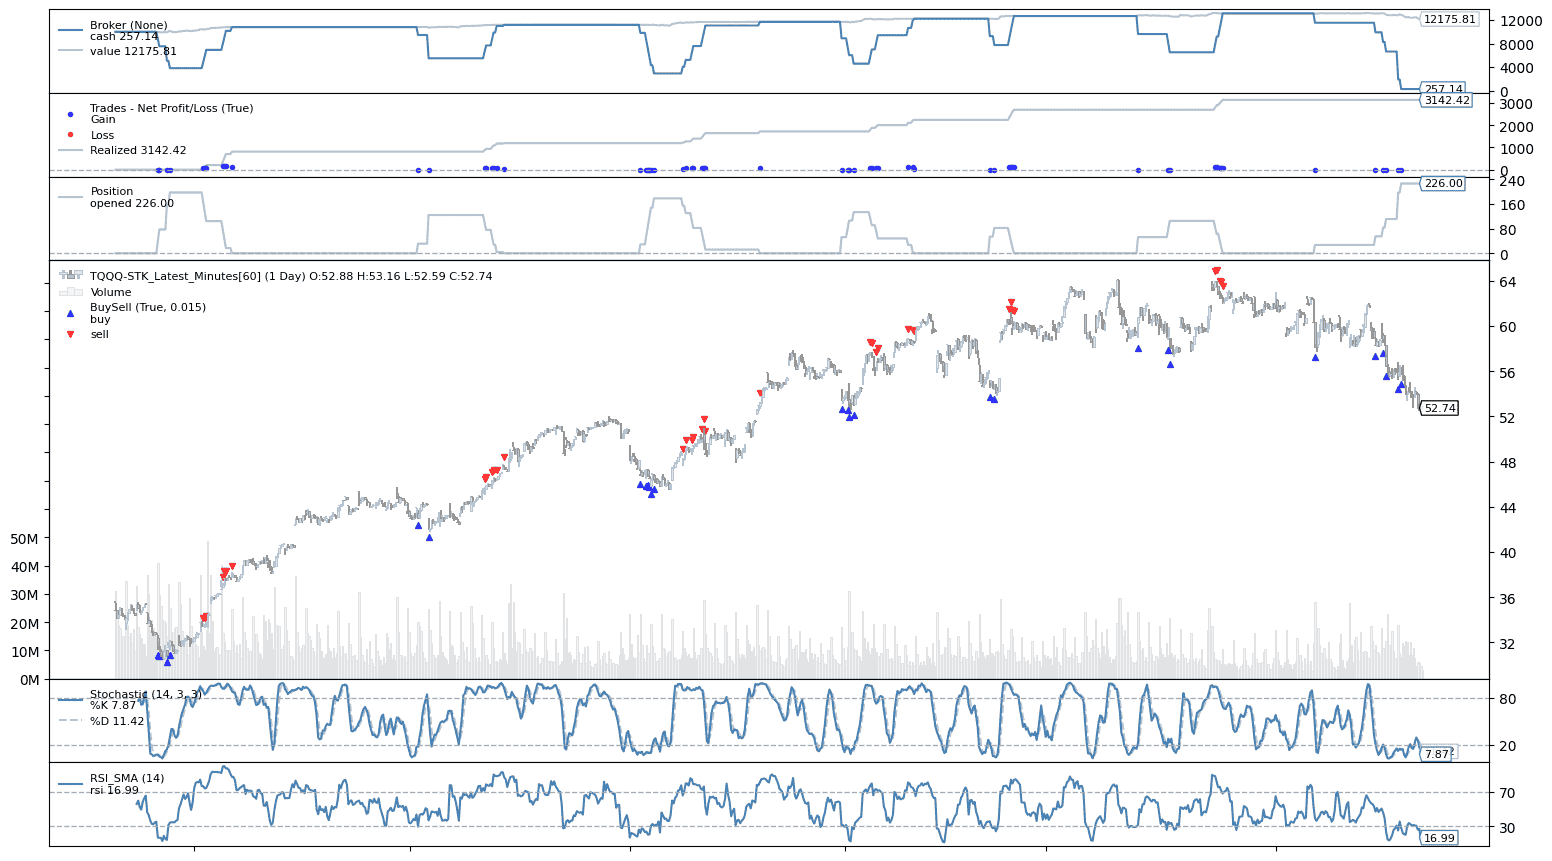 Broker (None)
cash 257.14
value 12175.81
12175.81
12000
8000
4000
0
257.14
Trades - Net Profit/Loss (True)
Gain
Loss
Realized 3142.42
3142.42
3000
2000
1000
0
Position
opened 226.00
240
226.00
160
80
0
TQQQ-STK_Latest_Minutes[60] (1 Day) O:52.88 H:53.16 L:52.59 C:52.74
Volume
BuySell (True, 0.015)
buy
sell
64
60
56
52.74
52
48
44
40
36
32
50M
40M
30M
20M
10M
0M
Stochastic (14, 3, 3)
%K 7.87
%D 11.42
80
20
7.87
RSI_SMA (14)
rsi 16.99
70
30
16.99